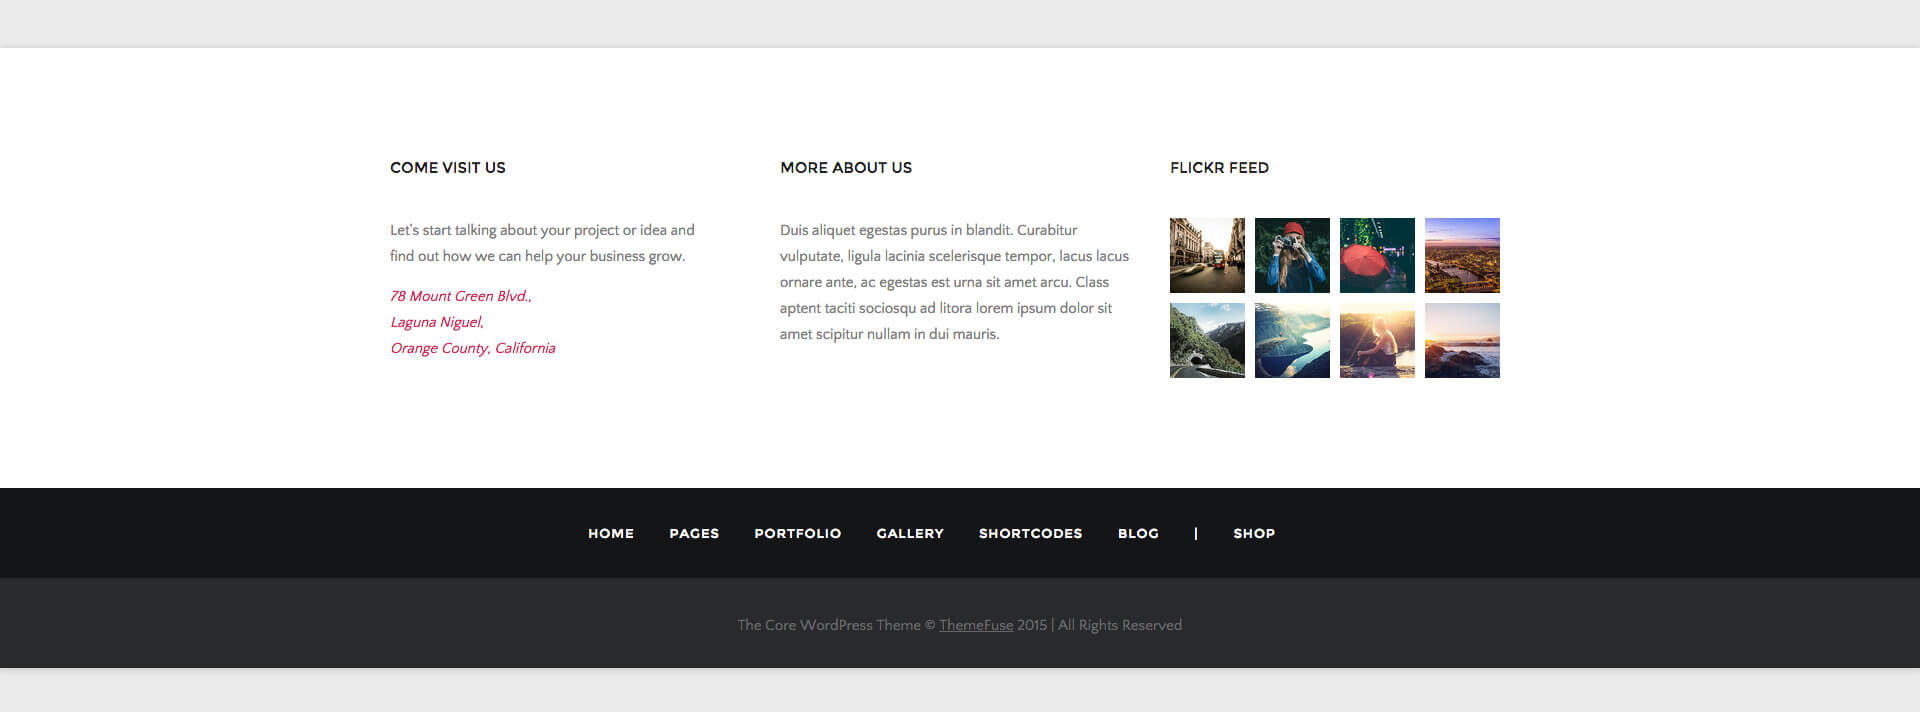 COME VISIT US
Let's start talking about your project or idea and
find out how we can help your business grow.
78 Mount Green Blvd.,
Laguna Niguel,
Orange County, California
MORE ABOUT US
Duis aliquet egestas purus in blandit. Curabitur
vulputate, ligula lacinia scelerisque tempor, lacus lacus
ornare ante, ac egestas est urna sit amet arcu. Class
aptent taciti sociosqu ad litora lorem ipsum dolor sit
amet scipitur nullam in dui mauris.
FLICKR FEED
HOME PAGES PORTFOLIO GALLERY SHORTCODES BLOG | SHOP
The Core WordPress Theme © ThemeFuse 2015 | All Rights Reserved